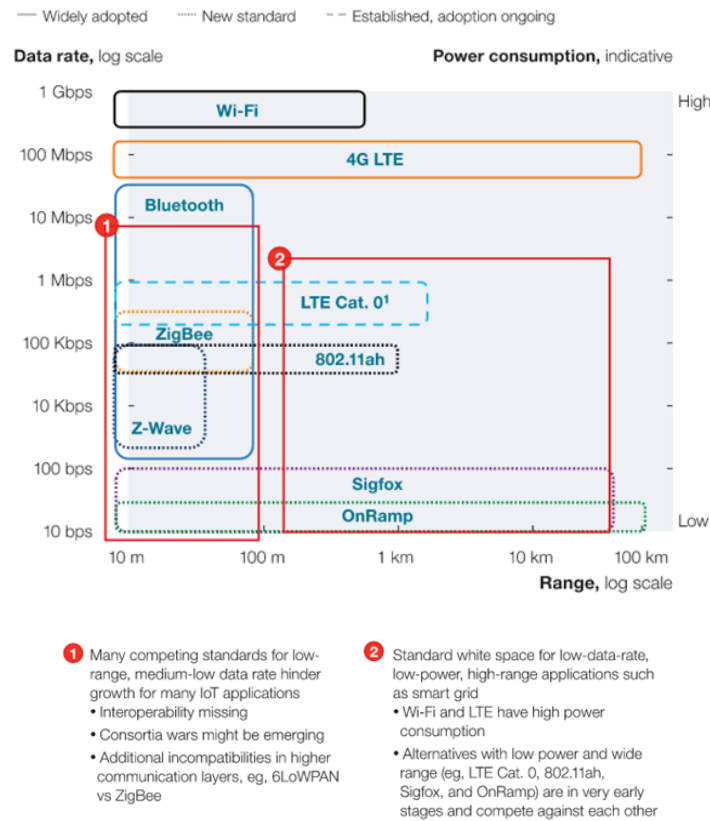 Widely adopted
New standard
Established, adoption ongoing
Data rate, log scale
Power consumption, indicative
1 Gbps
High
Wi-Fi
100 Mbps
4G LTE
Bluetooth
10 Mbps
1
2
1 Mbps
LTE Cat. 0¹
ZigBee
100 Kbps
802.11ah
10 Kbps
Z-Wave
100 bps
Sigfox
OnRamp
10 bps
Low
10 m
100 m
1 km
10 km
100 km
Range, log scale
1
Many competing standards for low-
range, medium-low data rate hinder
growth for many IoT applications
• Interoperability missing
• Consortia wars might be emerging
• Additional incompatibilities in higher
communication layers, eg, 6LoWPAN
vs ZigBee
2
Standard white space for low-data-rate,
low-power, high-range applications such
as smart grid
• Wi-Fi and LTE have high power
consumption
• Alternatives with low power and wide
range (eg, LTE Cat. 0, 802.11ah,
Sigfox, and OnRamp) are in very early
stages and compete against each other